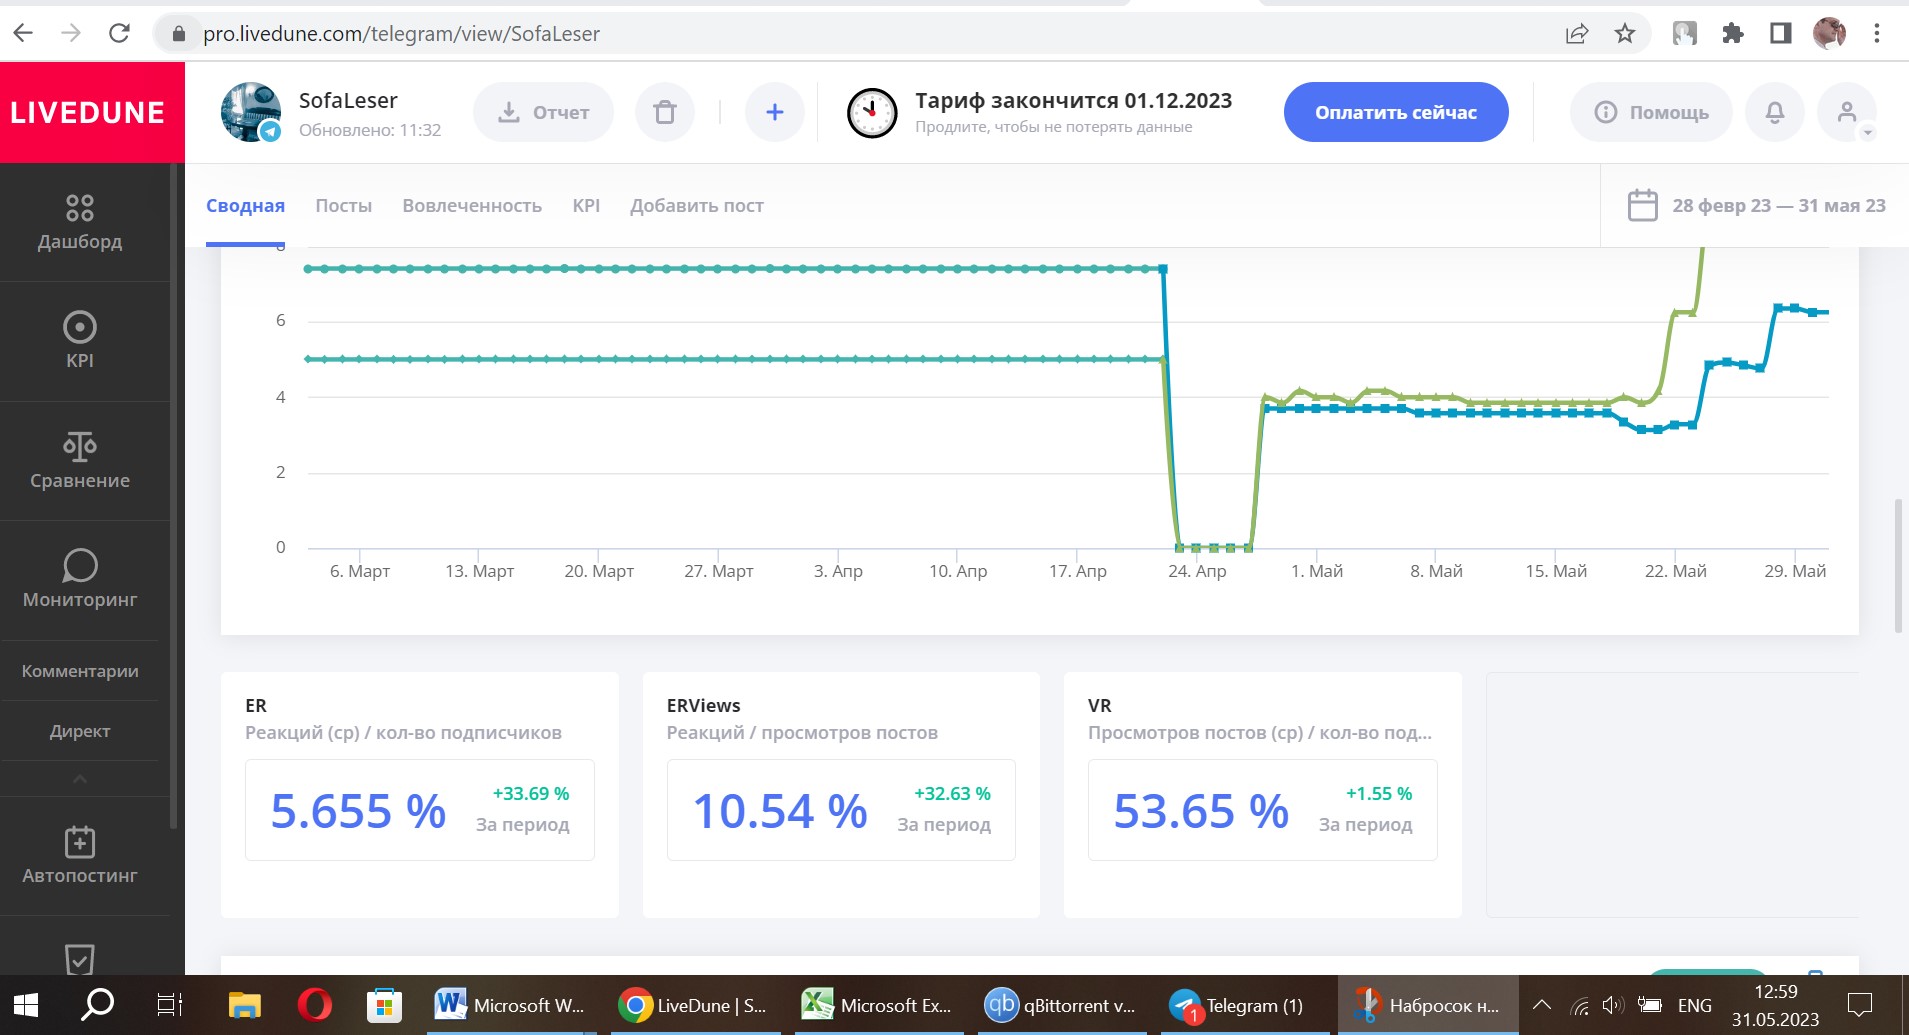 pro.livedune.com/telegram/view/SofaLeser
LIVEDUNE
SofaLeser
Обновлено: 11:32
Отчет
Тариф закончится 01.12.2023
Продлите, чтобы не потерять данные
Оплатить сейчас
Помощь
Сводная
Посты
Вовлеченность
KPI
Добавить пост
28 февр 23 — 31 мая 23
Дашборд
KPI
Сравнение
Мониторинг
Комментарии
Директ
Автопостинг
8
6
4
2
0
6. Март
13. Март
20. Март
27. Март
3. Апр
10. Апр
17. Апр
24. Апр
1. Май
8. Май
15. Май
22. Май
29. Май
ER
Реакций (ср) / кол-во подписчиков
5.655 %
+33.69 %
За период
ERViews
Реакций / просмотров постов
10.54 %
+32.63 %
За период
VR
Просмотров постов (ср) / кол-во под...
53.65 %
+1.55 %
За период
Microsoft W...
LiveDune | S...
Microsoft Ex...
qb
qBittorrent v...
1
Telegram (1)
Набросок н...
ENG
12:59
31.05.2023